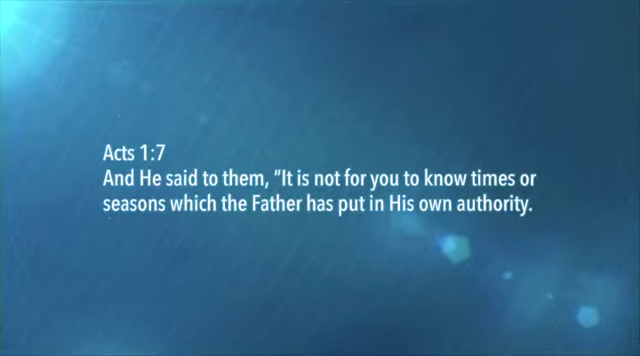 Acts 1:7
And He said to them, “It is not for you to know times or
seasons which the Father has put in His own authority.